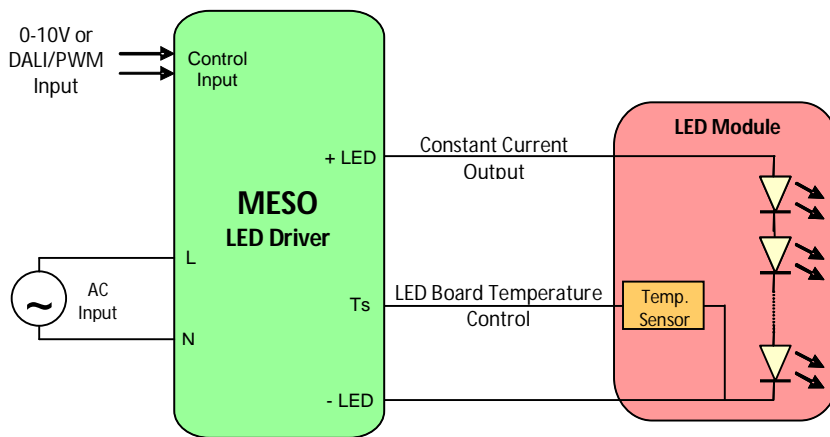 0-10V or
DALI/PWM
Input
Control
Input
+ LED
Constant Current
Output
LED Module
MESO
LED Driver
L
~
AC
Input
N
Ts
LED Board Temperature
Control
Temp.
Sensor
- LED